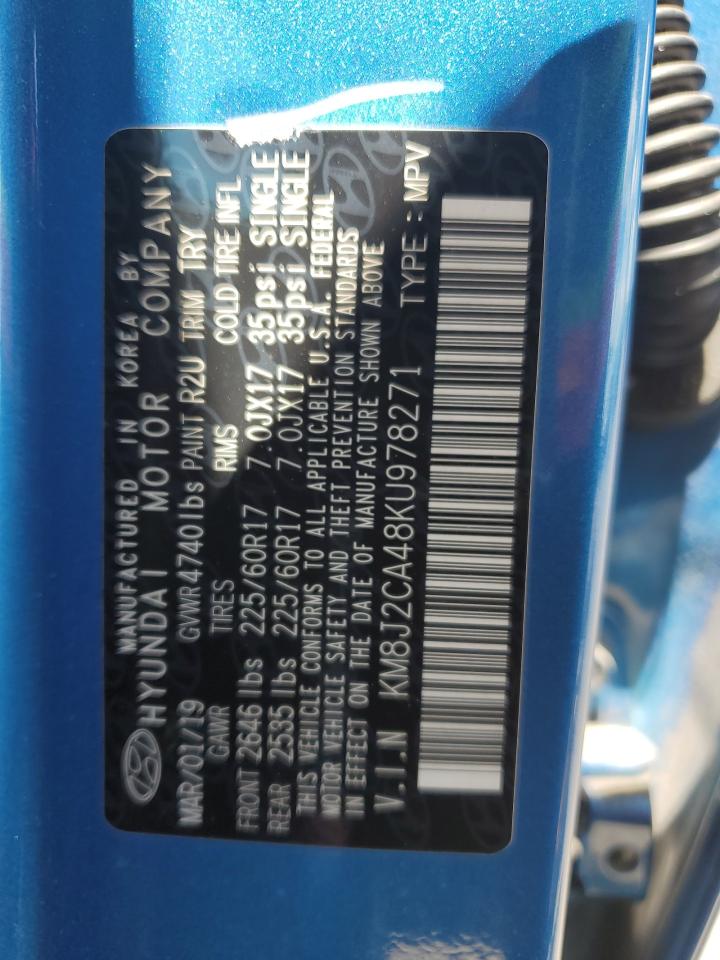 MANUFACTURED IN KOREA BY
HYUNDAI MOTOR COMPANY
MAR/01/19 GVWR 4740lbs PAINT R2U TRIM TRY
GAWR TIRES RIMS COLD TIRE INFL
FRONT 2646 lbs 225/60R17 7.0JX17 35psi SINGLE
REAR 2535 lbs 225/60R17 7.0JX17 35psi SINGLE
THIS VEHICLE CONFORMS TO ALL APPLICABLE U.S.A. FEDERAL
MOTOR VEHICLE SAFETY AND THEFT PREVENTION STANDARDS
IN EFFECT ON THE DATE OF MANUFACTURE SHOWN ABOVE
V.I.N KM8J2CA48KU978271 TYPE : MPV